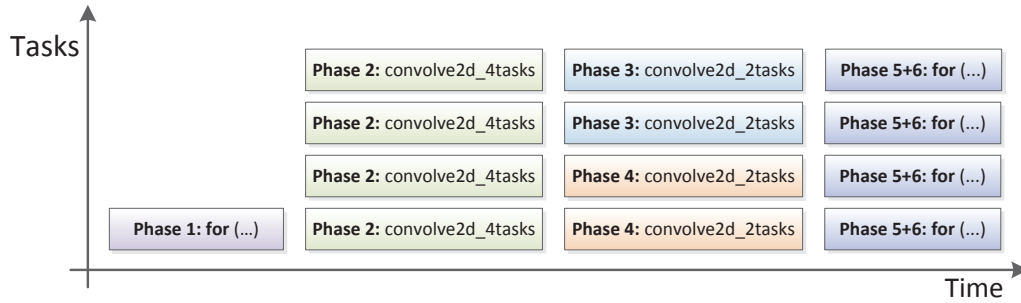 Tasks
Phase 2: convolve2d_4tasks
Phase 3: convolve2d_2tasks
Phase 5+6: for (...)
Phase 2: convolve2d_4tasks
Phase 3: convolve2d_2tasks
Phase 5+6: for (...)
Phase 2: convolve2d_4tasks
Phase 4: convolve2d_2tasks
Phase 5+6: for (...)
Phase 1: for (...)
Phase 2: convolve2d_4tasks
Phase 4: convolve2d_2tasks
Phase 5+6: for (...)
Time